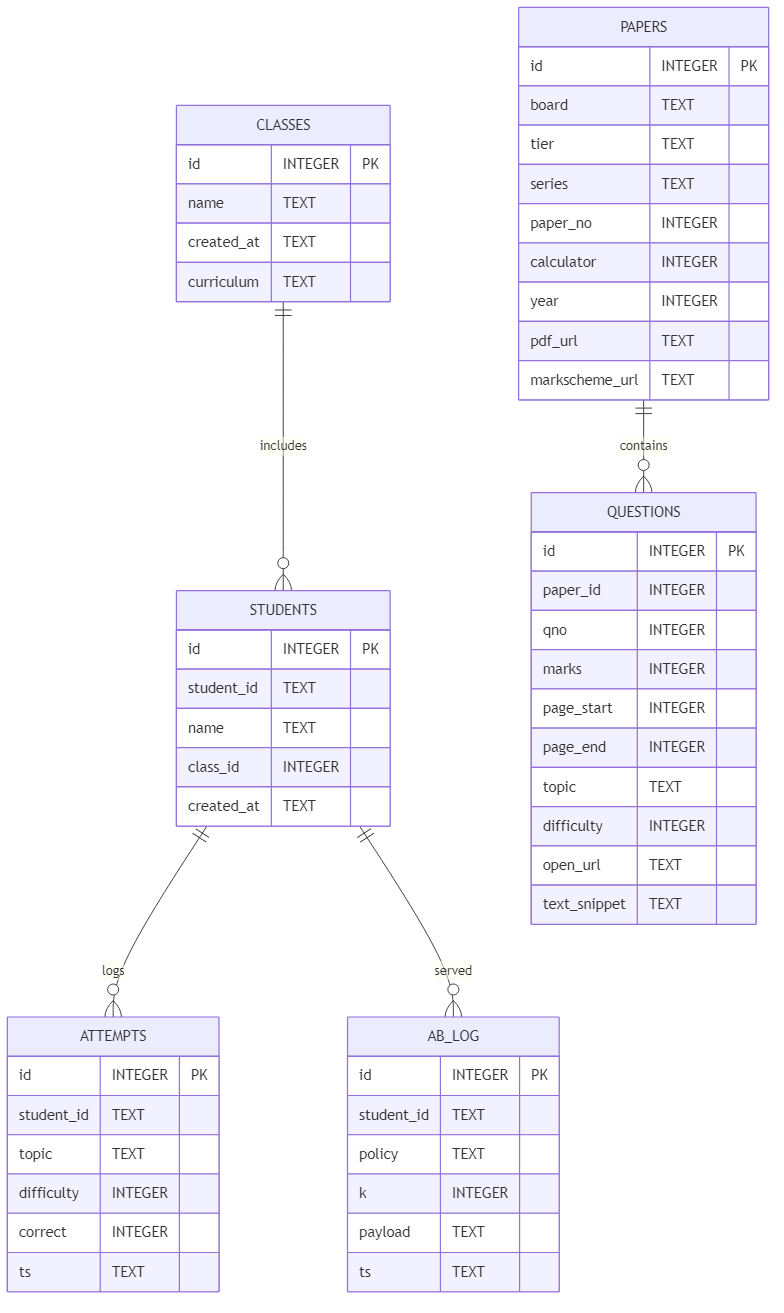 PAPERS
id INTEGER PK
board TEXT
tier TEXT
series TEXT
paper_no INTEGER
calculator INTEGER
year INTEGER
pdf_url TEXT
markscheme_url TEXT
CLASSES
id INTEGER PK
name TEXT
created_at TEXT
curriculum TEXT
includes
contains
QUESTIONS
id INTEGER PK
paper_id INTEGER
qno INTEGER
marks INTEGER
page_start INTEGER
page_end INTEGER
topic TEXT
difficulty INTEGER
open_url TEXT
text_snippet TEXT
STUDENTS
id INTEGER PK
student_id TEXT
name TEXT
class_id INTEGER
created_at TEXT
logs
served
ATTEMPTS
id INTEGER PK
student_id TEXT
topic TEXT
difficulty INTEGER
correct INTEGER
ts TEXT
AB_LOG
id INTEGER PK
student_id TEXT
policy TEXT
k INTEGER
payload TEXT
ts TEXT